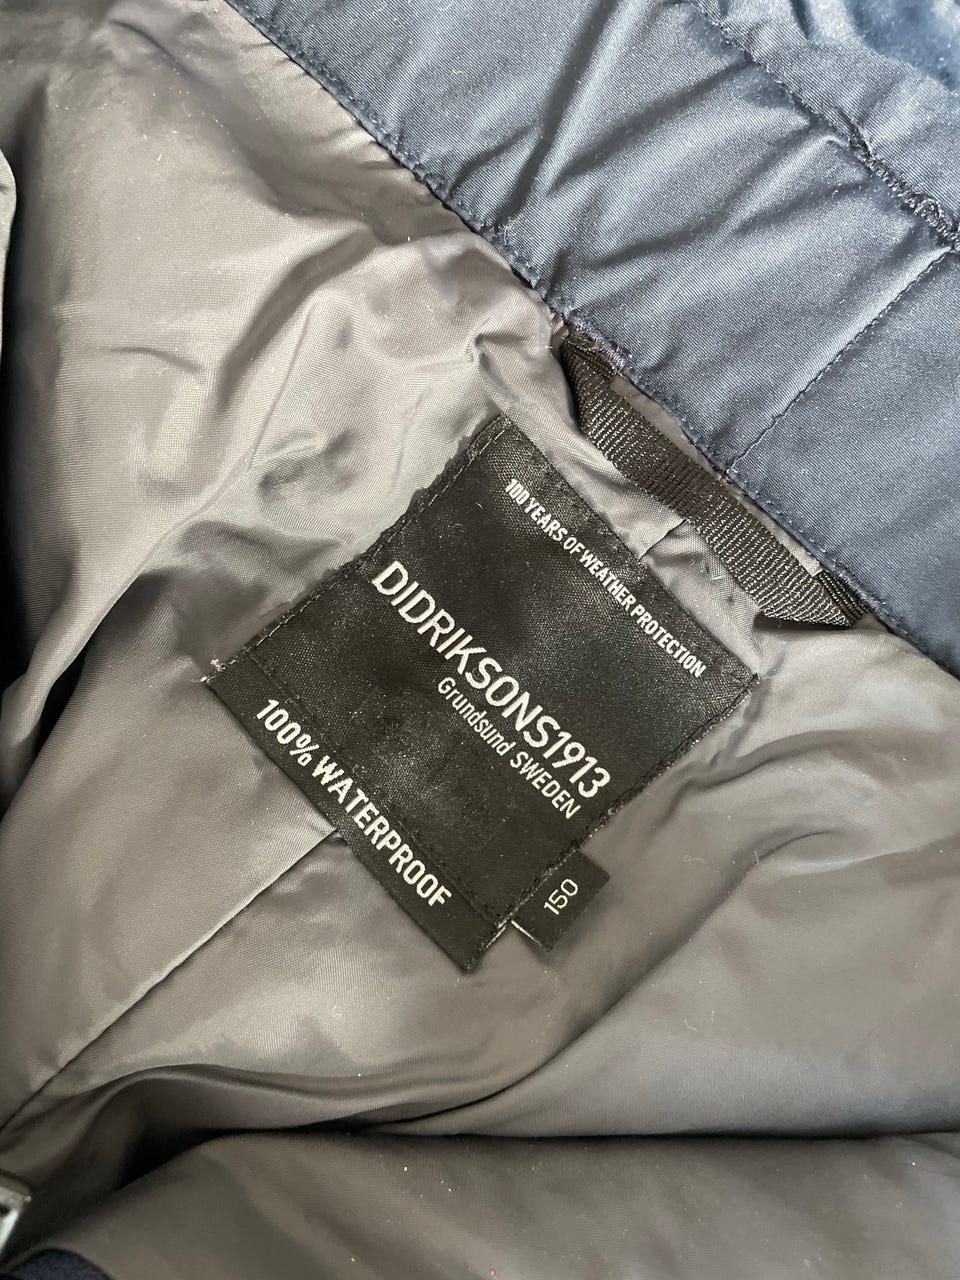 100 YEARS OF WEATHER PROTECTION
DIDRIKSONS1913
Grundsund SWEDEN
100% WATERPROOF
150